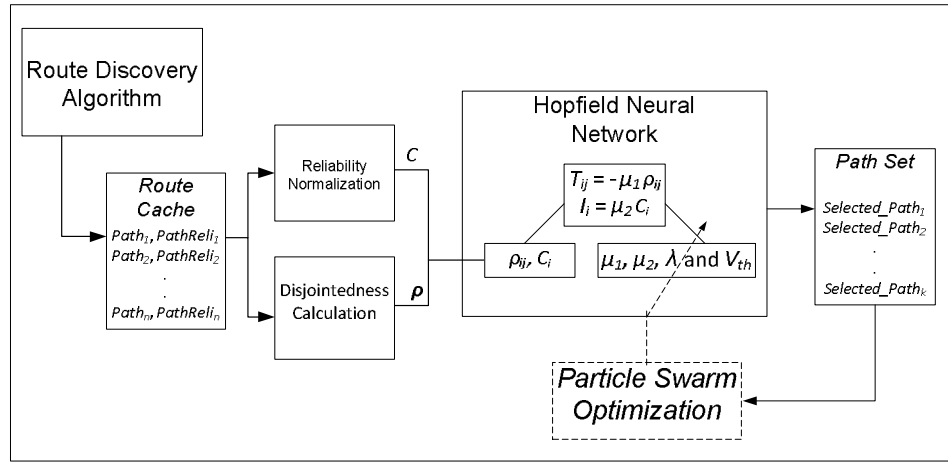 Route Discovery
Algorithm
Route
Cache
Path₁, PathReli₁
Path₂, PathReli₂
.
.
Pathₙ, PathReliₙ
Reliability
Normalization
C
Disjointedness
Calculation
ρ
Hopfield Neural
Network
Tᵢⱼ = -μ₁ ρᵢⱼ
Iᵢ = μ₂ Cᵢ
ρᵢⱼ, Cᵢ
μ₁, μ₂, λ and Vₜₕ
Path Set
Selected_Path₁
Selected_Path₂
.
.
Selected_Pathₖ
Particle Swarm
Optimization